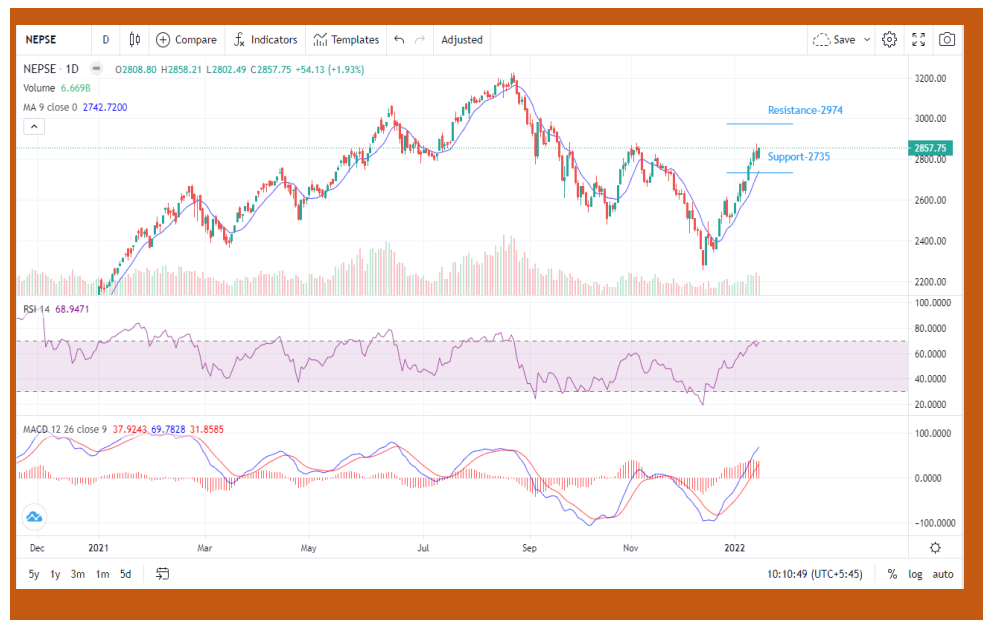 NEPSE D Compare Indicators Templates Adjusted Save
NEPSE · 1D O2808.80 H2858.21 L2802.49 C2857.75 +54.13 (+1.93%)
Volume 6.669B
MA 9 close 0 2742.7200
3200.00
Resistance-2974
3000.00
2857.75
Support-2735
2800.00
2600.00
2400.00
2200.00
RSI 14 68.9471
100.0000
80.0000
60.0000
40.0000
20.0000
MACD 12 26 close 9 37.9243 69.7828 31.8585
100.0000
0.0000
-100.0000
Dec 2021 Mar May Jul Sep Nov 2022
5y 1y 3m 1m 5d 10:10:49 (UTC+5:45) % log auto